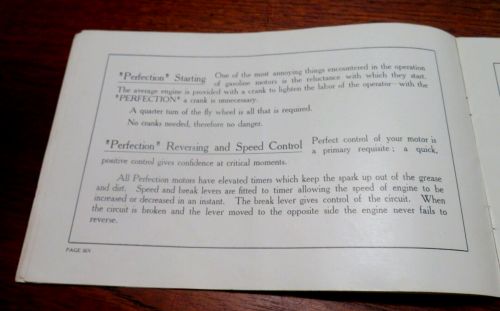 "Perfection" Starting One of the most annoying things encountered in the operation
of gasoline motors is the reluctance with which they start.
The average engine is provided with a crank to lighten the labor of the operator with the
"PERFECTION" a crank is unnecessary.
A quarter turn of the fly wheel is all that is required.
No cranks needed, therefore no danger.
"Perfection" Reversing and Speed Control Perfect control of your motor is
a primary requisite; a quick,
positive control gives confidence at critical moments.
All Perfection motors have elevated timers which keep the spark up out of the grease
and dirt. Speed and break levers are fitted to timer allowing the speed of engine to be
increased or decreased in an instant. The break lever gives control of the circuit. When
the circuit is broken and the lever moved to the opposite side the engine never fails to
reverse.
PAGE SIX